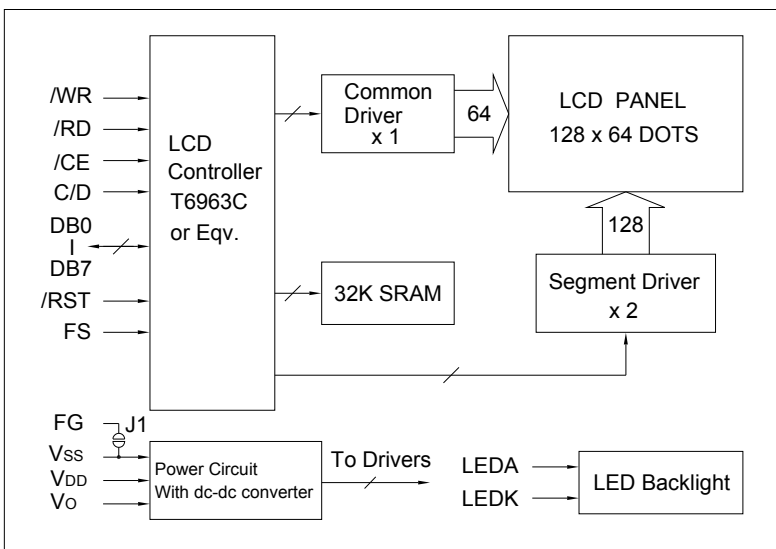 /WR
/RD
/CE
C/D
DB0
I
DB7
/RST
FS
LCD
Controller
T6963C
or Eqv.
Common
Driver
x 1
64
LCD PANEL
128 x 64 DOTS
128
32K SRAM
Segment Driver
x 2
FG
J1
VSS
VDD
VO
Power Circuit
With dc-dc converter
To Drivers
LEDA
LEDK
LED Backlight